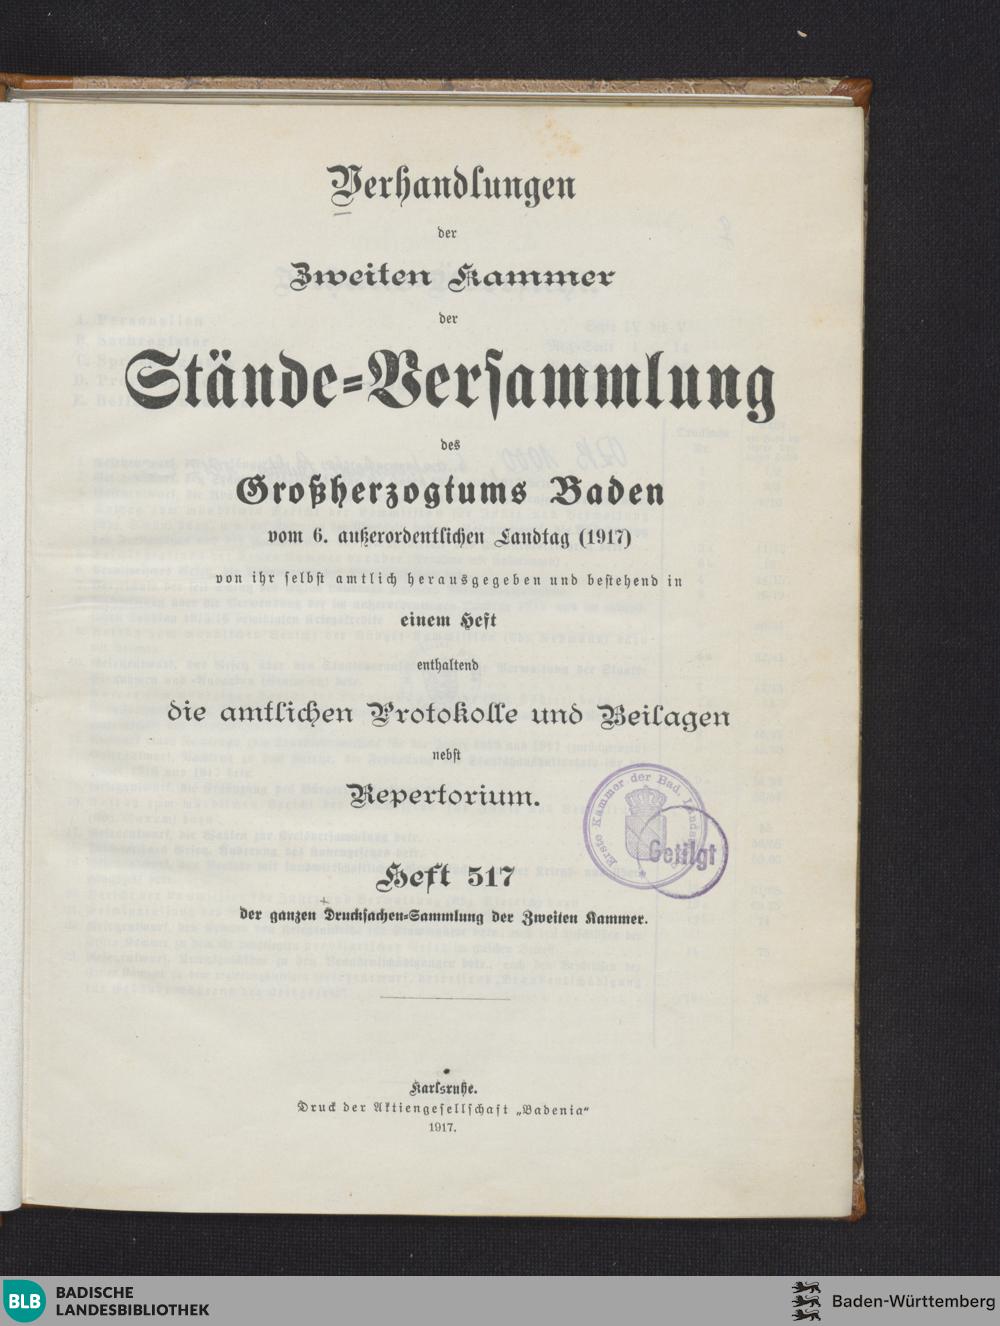 Verhandlungen
der
Zweiten Kammer
der
Stände-Versammlung
des
Großherzogtums Baden
vom 6. außerordentlichen Landtag (1917)
von ihr selbst amtlich herausgegeben und bestehend in
einem Heft
enthaltend
die amtlichen Protokolle und Beilagen
nebst
Repertorium.
Erste Kammer der Bad. Landst
Getilgt
Heft 517
der ganzen Drucksachen-Sammlung der Zweiten Kammer.
Karlsruhe.
Druck der Aktiengesellschaft „Badenia“
1917.
BLB BADISCHE
LANDESBIBLIOTHEK
Baden-Württemberg